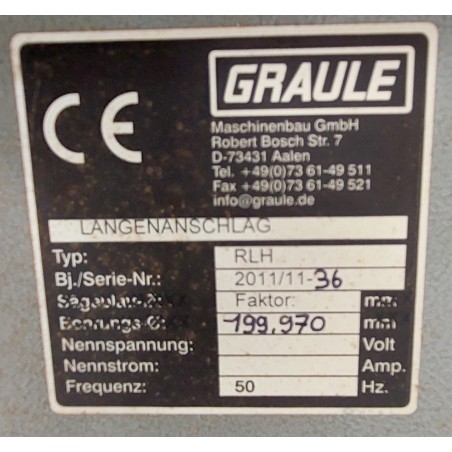 CE
GRAULE
Maschinenbau GmbH
Robert Bosch Str. 7
D-73431 Aalen
Tel. +49(0)73 61-49 511
Fax +49(0)73 61-49 521
info@graule.de
LÄNGENANSCHLAG
Typ: RLH
Bj./Serie-Nr.: 2011/11-36
Faktor: mm
199,970 mm
Nennspannung: Volt
Nennstrom: Amp.
Frequenz: 50 Hz.